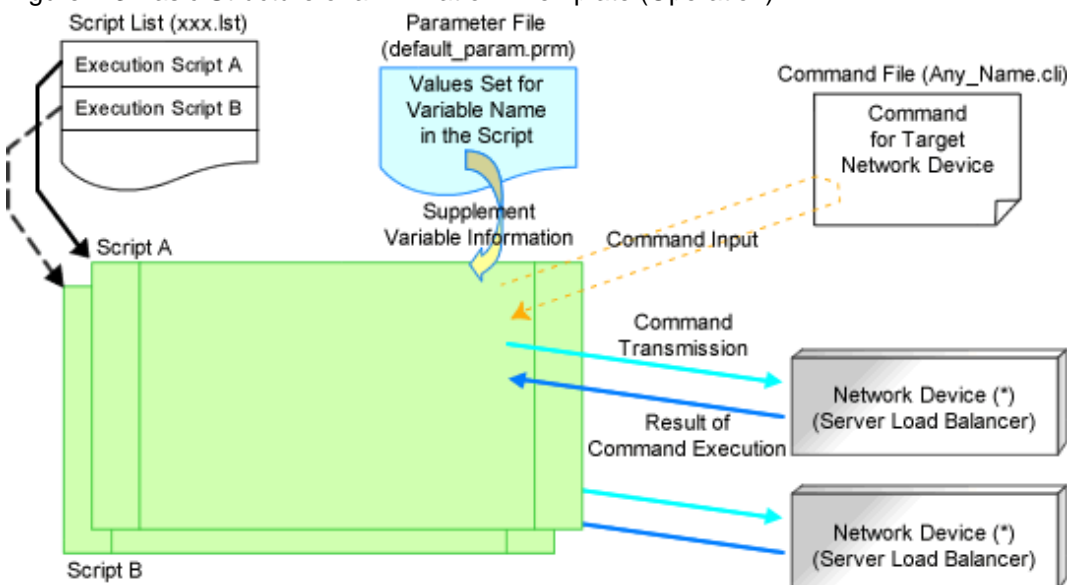 Script List (xxx.lst)
Execution Script A
Execution Script B
Parameter File
(default_param.prm)
Values Set for
Variable Name
in the Script
Command File (Any_Name.cli)
Command
for Target
Network Device
Supplement
Variable Information
Command Input
Script A
Command
Transmission
Network Device (*)
(Server Load Balancer)
Result of
Command Execution
Network Device (*)
(Server Load Balancer)
Script B